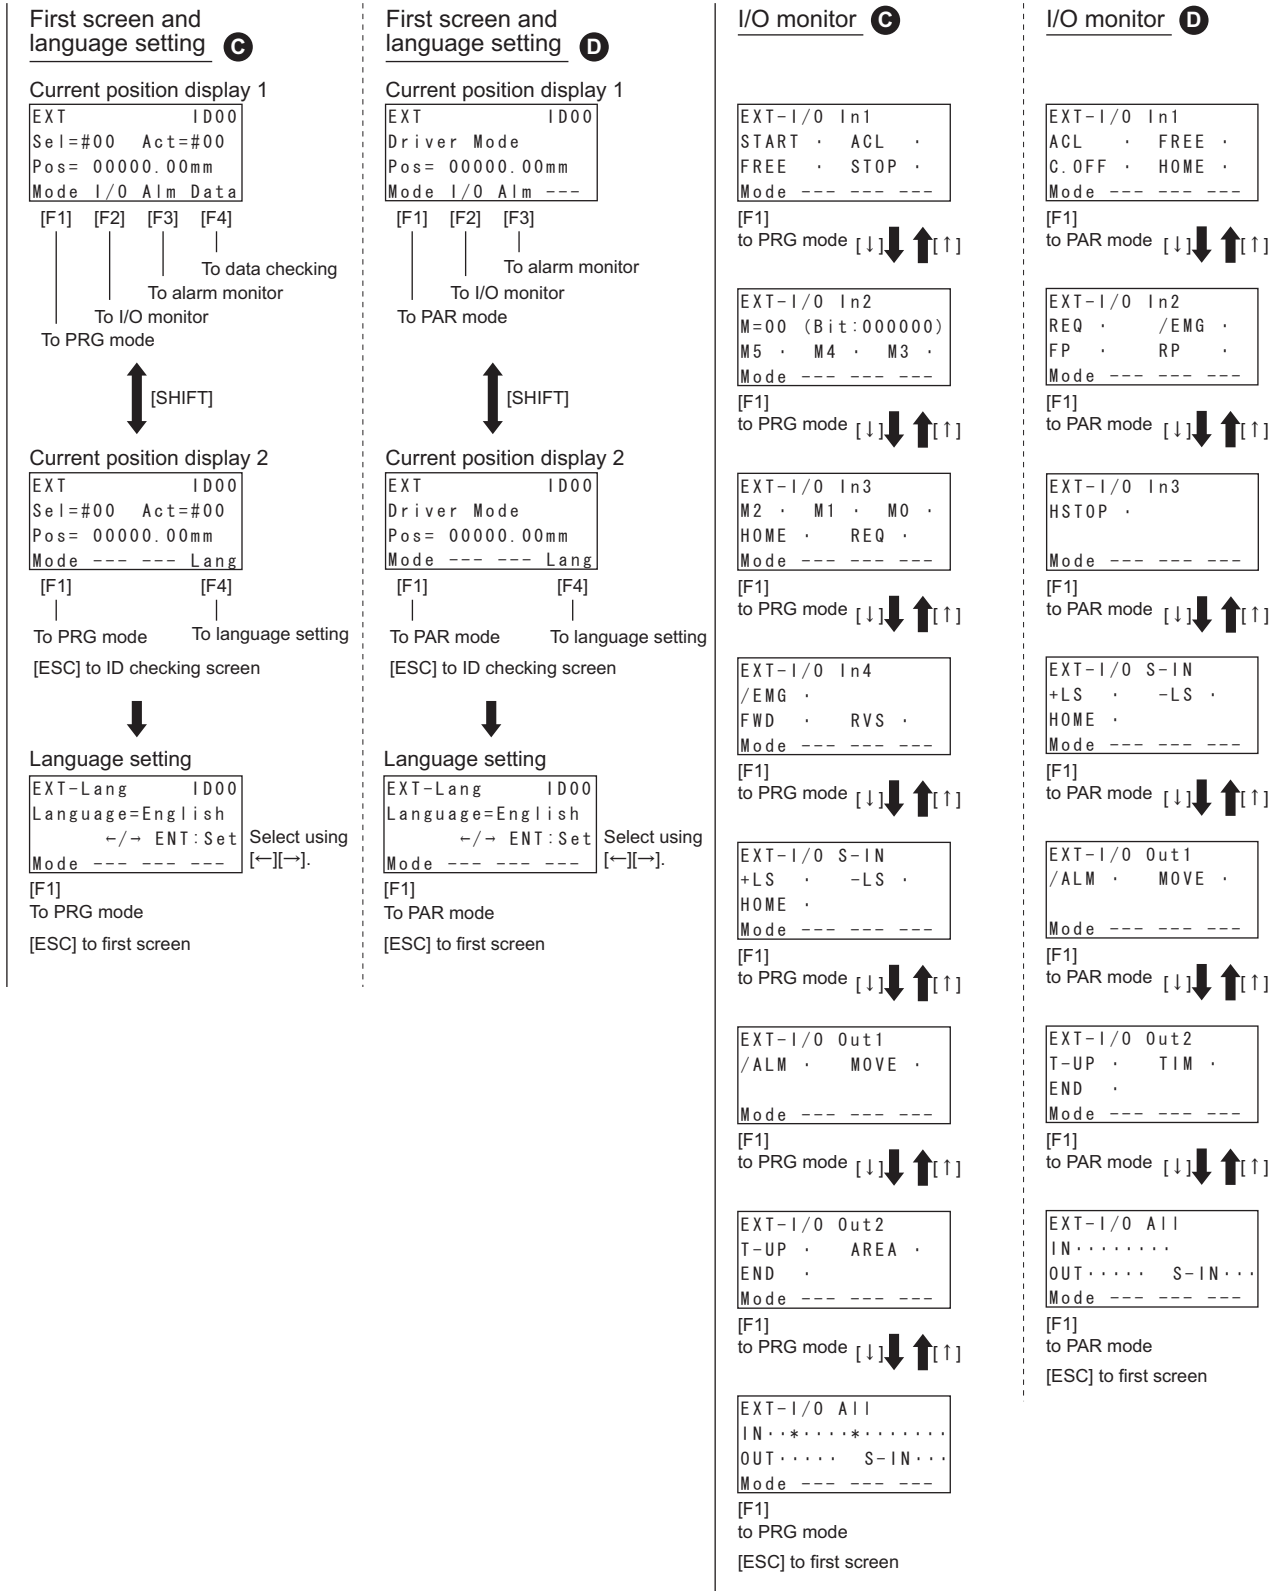 First screen and
language setting C
Current position display 1
EXT ID00
Sel=#00 Act=#00
Pos= 00000.00mm
Mode I/O Alm Data
[F1] [F2] [F3] [F4]
To data checking
To alarm monitor
To I/O monitor
To PRG mode
[SHIFT]
Current position display 2
EXT ID00
Sel=#00 Act=#00
Pos= 00000.00mm
Mode --- --- Lang
[F1] [F4]
To PRG mode To language setting
[ESC] to ID checking screen
Language setting
EXT-Lang ID00
Language=English
←/→ ENT:Set
Mode --- --- ---
Select using
[←][→].
[F1]
To PRG mode
[ESC] to first screen
First screen and
language setting D
Current position display 1
EXT ID00
Driver Mode
Pos= 00000.00mm
Mode I/O Alm ---
[F1] [F2] [F3]
To alarm monitor
To I/O monitor
To PAR mode
[SHIFT]
Current position display 2
EXT ID00
Driver Mode
Pos= 00000.00mm
Mode --- --- Lang
[F1] [F4]
To PAR mode To language setting
[ESC] to ID checking screen
Language setting
EXT-Lang ID00
Language=English
←/→ ENT:Set
Mode --- --- ---
Select using
[←][→].
[F1]
To PAR mode
[ESC] to first screen
I/O monitor C
EXT-I/O In1
START · ACL ·
FREE · STOP ·
Mode --- --- ---
[F1]
to PRG mode [↓] [↑]
EXT-I/O In2
M=00 (Bit:000000)
M5 · M4 · M3 ·
Mode --- --- ---
[F1]
to PRG mode [↓] [↑]
EXT-I/O In3
M2 · M1 · M0 ·
HOME · REQ ·
Mode --- --- ---
[F1]
to PRG mode [↓] [↑]
EXT-I/O In4
/EMG ·
FWD · RVS ·
Mode --- --- ---
[F1]
to PRG mode [↓] [↑]
EXT-I/O S-IN
+LS · -LS ·
HOME ·
Mode --- --- ---
[F1]
to PRG mode [↓] [↑]
EXT-I/O Out1
/ALM · MOVE ·
Mode --- --- ---
[F1]
to PRG mode [↓] [↑]
EXT-I/O Out2
T-UP · AREA ·
END ·
Mode --- --- ---
[F1]
to PRG mode [↓] [↑]
EXT-I/O All
IN··*····*·······
OUT····· S-IN···
Mode --- --- ---
[F1]
to PRG mode
[ESC] to first screen
I/O monitor D
EXT-I/O In1
ACL · FREE ·
C.OFF · HOME ·
Mode --- --- ---
[F1]
to PAR mode [↓] [↑]
EXT-I/O In2
REQ · /EMG ·
FP · RP ·
Mode --- --- ---
[F1]
to PAR mode [↓] [↑]
EXT-I/O In3
HSTOP ·
Mode --- --- ---
[F1]
to PAR mode [↓] [↑]
EXT-I/O S-IN
+LS · -LS ·
HOME ·
Mode --- --- ---
[F1]
to PAR mode [↓] [↑]
EXT-I/O Out1
/ALM · MOVE ·
Mode --- --- ---
[F1]
to PAR mode [↓] [↑]
EXT-I/O Out2
T-UP · TIM ·
END ·
Mode --- --- ---
[F1]
to PAR mode [↓] [↑]
EXT-I/O All
IN········
OUT····· S-IN···
Mode --- --- ---
[F1]
to PAR mode
[ESC] to first screen